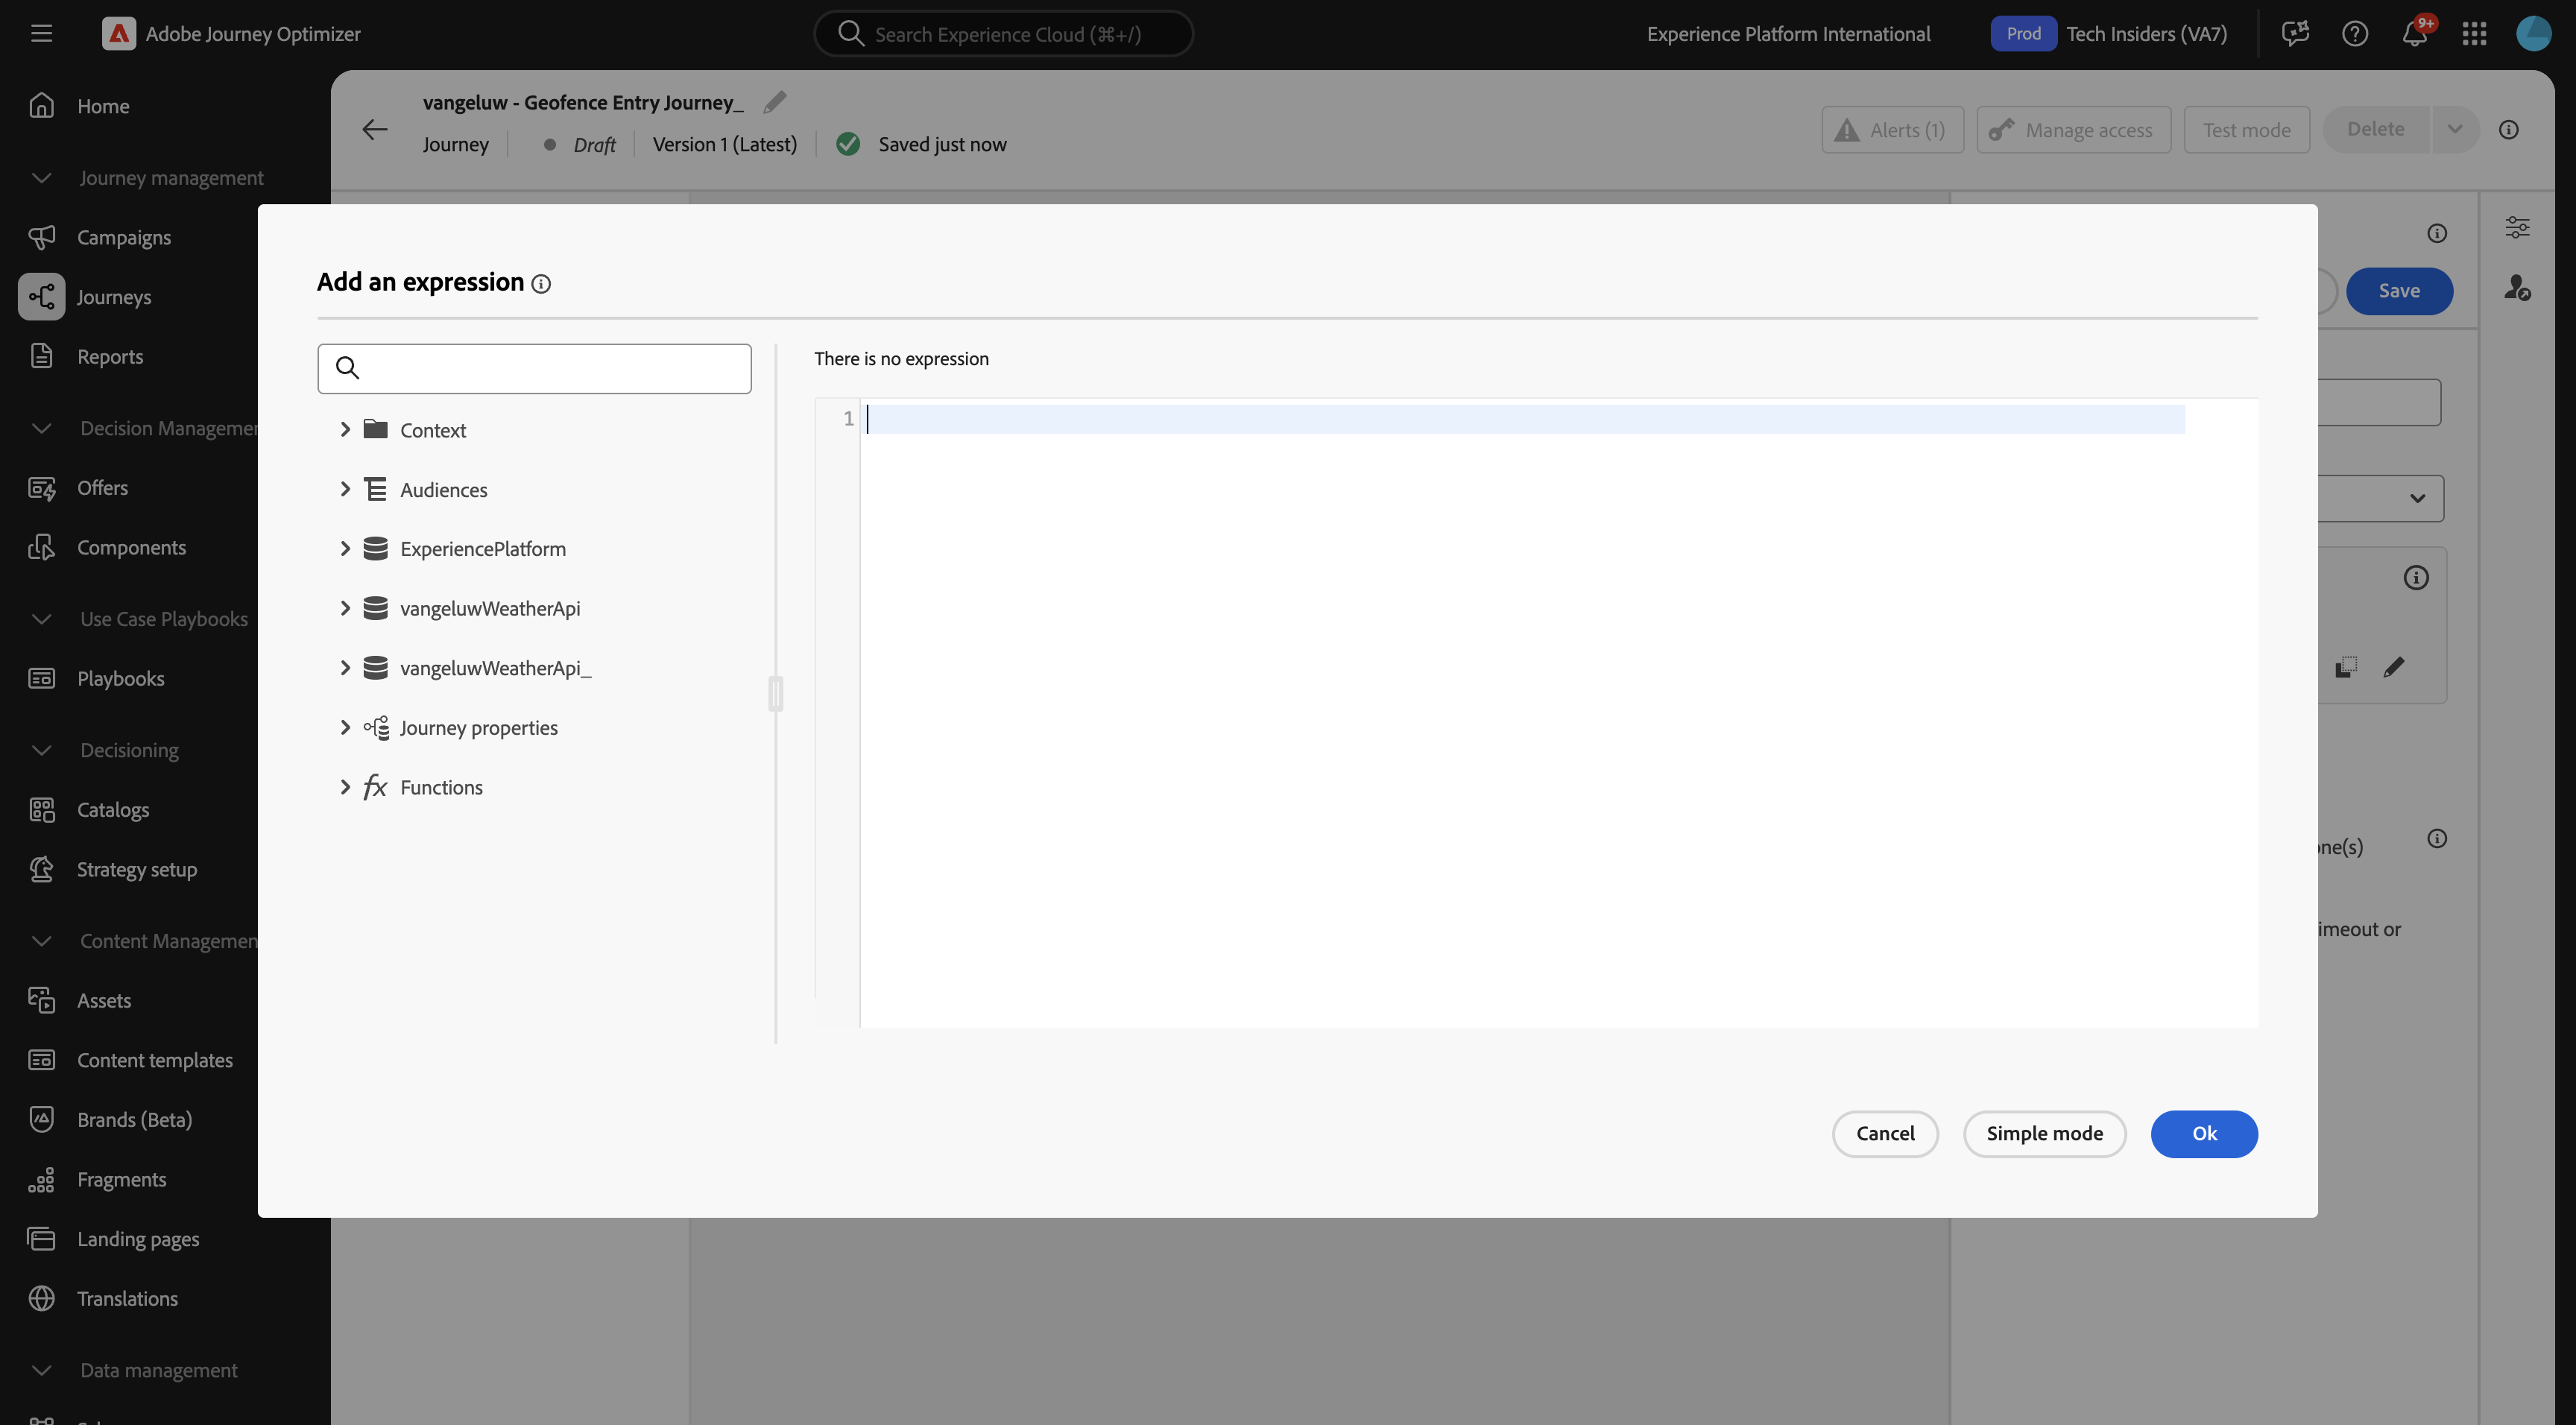 Adobe Journey Optimizer
Search Experience Cloud (⌘+/)
Experience Platform International
Prod
Tech Insiders (VA7)
9+
Home
Journey management
Campaigns
Journeys
Reports
Decision Managemen
Offers
Components
Use Case Playbooks
Playbooks
Decisioning
Catalogs
Strategy setup
Content Managemen
Assets
Content templates
Brands (Beta)
Fragments
Landing pages
Translations
Data management
vangeluw - Geofence Entry Journey_
Journey
Draft
Version 1 (Latest)
Saved just now
Alerts (1)
Manage access
Test mode
Delete
Save
Add an expression
Context
Audiences
ExperiencePlatform
vangeluwWeatherApi
vangeluwWeatherApi_
Journey properties
fx Functions
There is no expression
1
Cancel
Simple mode
Ok
one(s)
imeout or